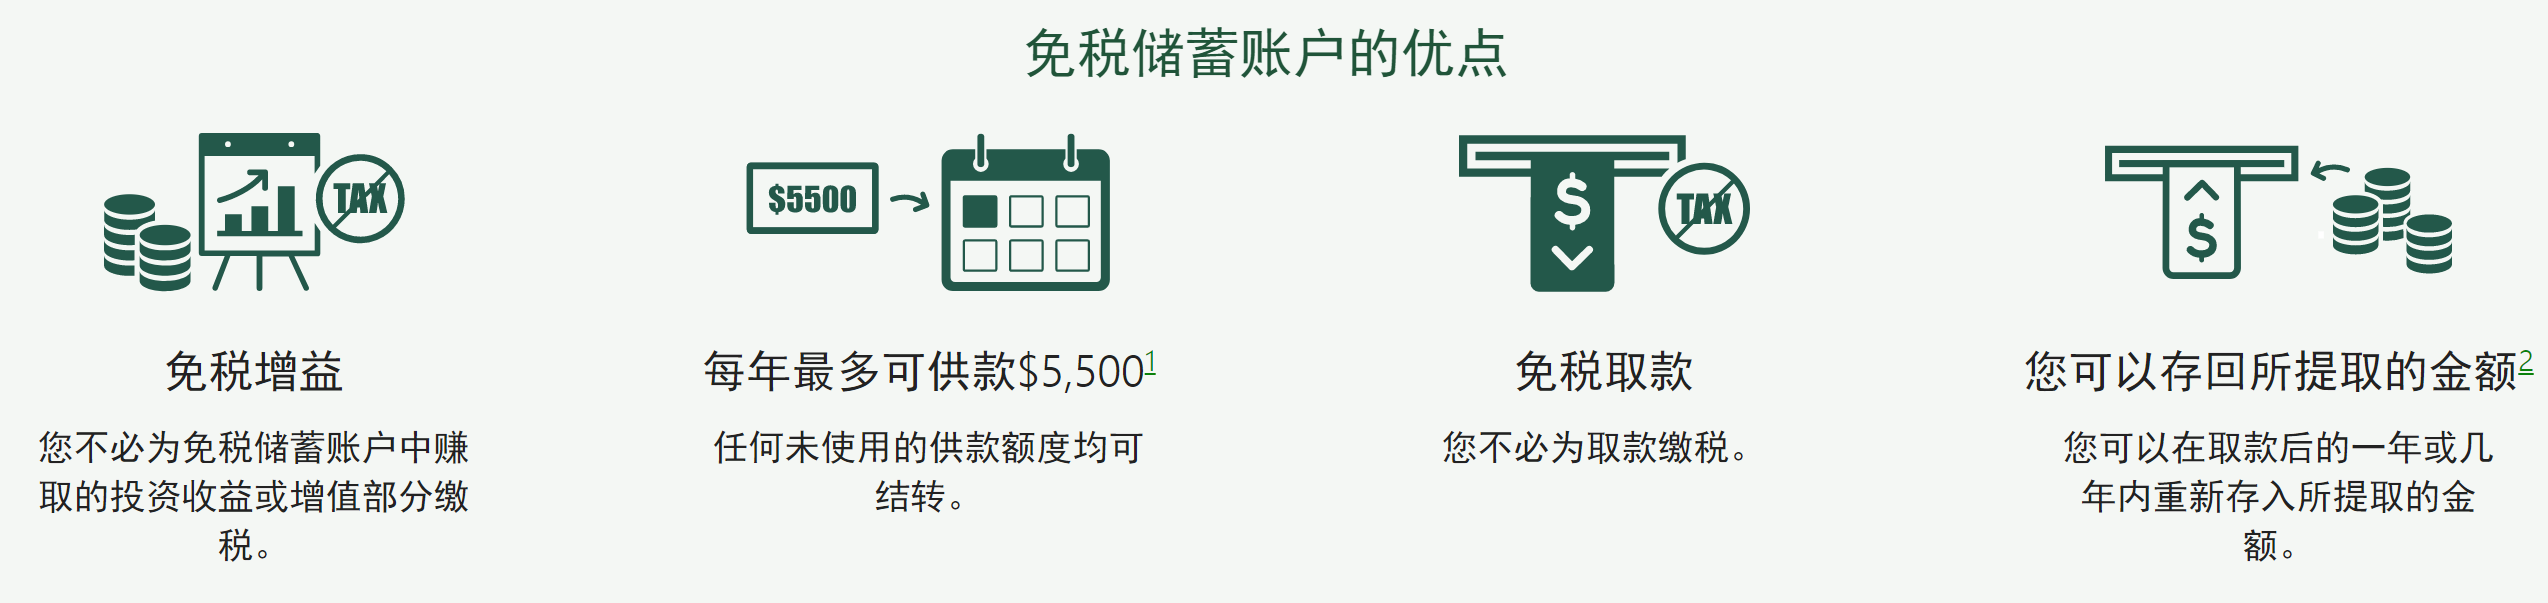 免税储蓄账户的优点
TAX
免税增益
您不必为免税储蓄账户中赚
取的投资收益或增值部分缴
税。
$5500
每年最多可供款$5,5001
任何未使用的供款额度均可
结转。
$
TAX
免税取款
您不必为取款缴税。
$
您可以存回所提取的金额2
您可以在取款后的一年或几
年内重新存入所提取的金
额。